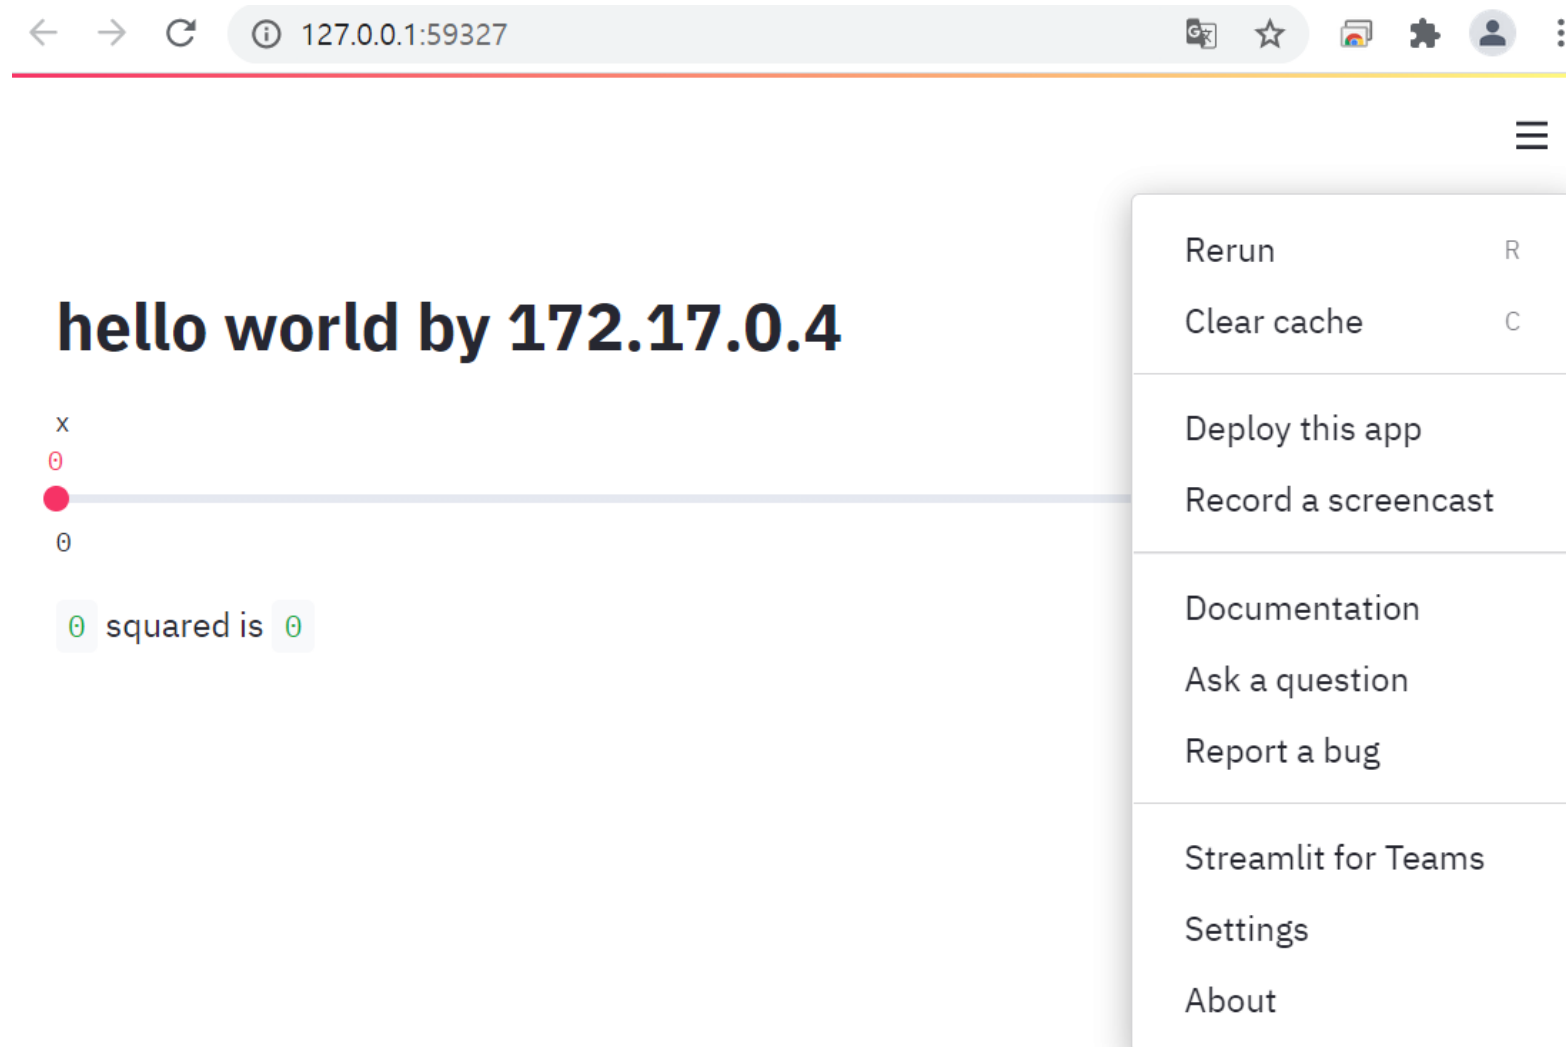 127.0.0.1:59327
hello world by 172.17.0.4
x
0
0
0 squared is 0
Rerun R
Clear cache C
Deploy this app
Record a screencast
Documentation
Ask a question
Report a bug
Streamlit for Teams
Settings
About